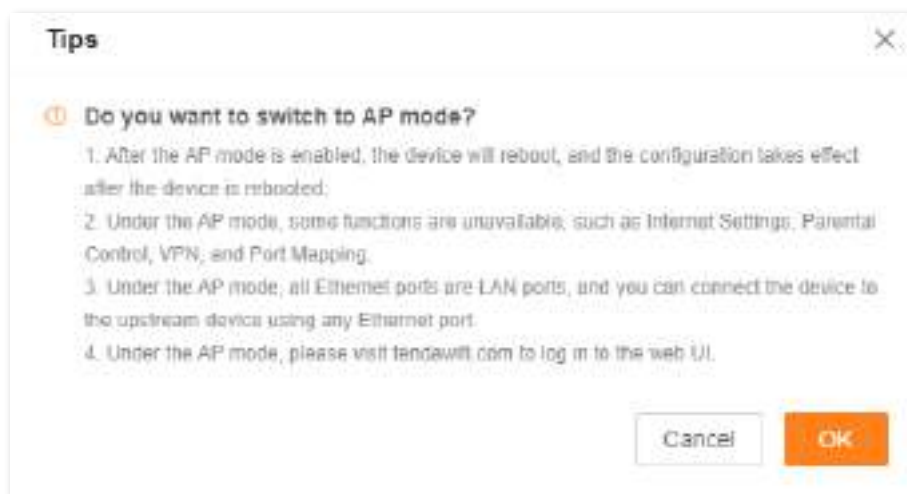 Tips
Do you want to switch to AP mode?
1. After the AP mode is enabled, the device will reboot, and the configuration takes effect
after the device is rebooted.
2. Under the AP mode, some functions are unavailable, such as Internet Settings, Parental
Control, VPN, and Port Mapping.
3. Under the AP mode, all Ethernet ports are LAN ports, and you can connect the device to
the upstream device using any Ethernet port.
4. Under the AP mode, please visit tendawifi.com to log in to the web UI.
Cancel
OK